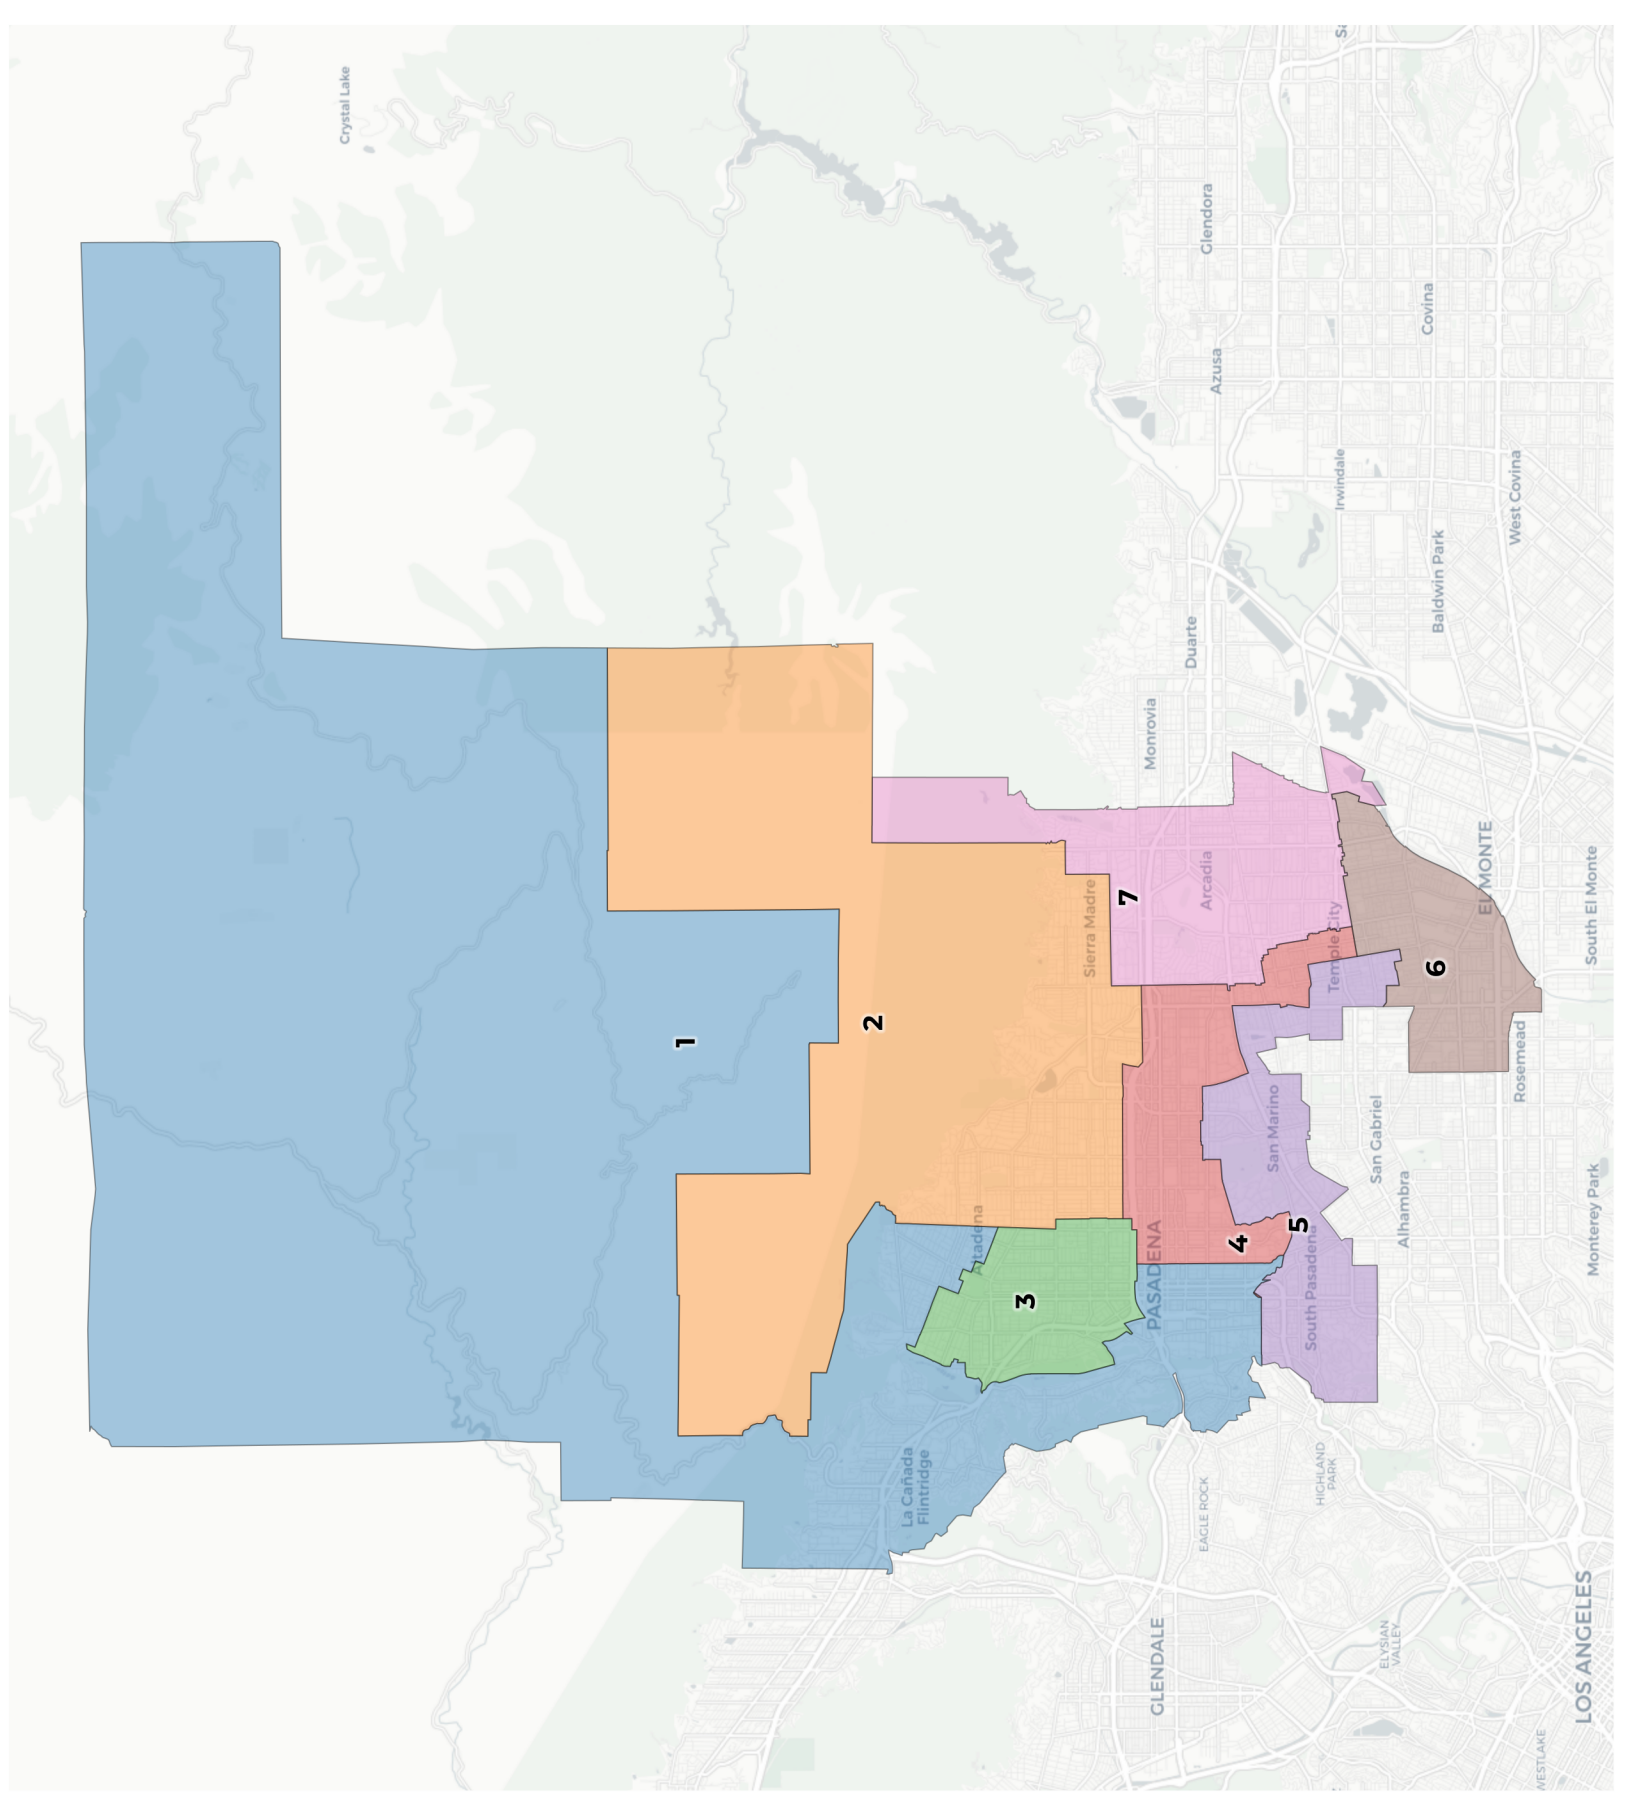 Crystal Lake
1
2
La Cañada
Flintridge
Altadena
3
Sierra Madre
7
Monrovia
PASADENA
GLENDALE
Duarte
EAGLE ROCK
Arcadia
Glendora
Azusa
4
San Marino
5
South Pasadena
HIGHLAND
PARK
Temple City
Irwindale
Sa
San Gabriel
ELYSIAN
VALLEY
Alhambra
Covina
6
Baldwin Park
EL MONTE
West Covina
Rosemead
WESTLAKE
LOS ANGELES
South El Monte
Monterey Park